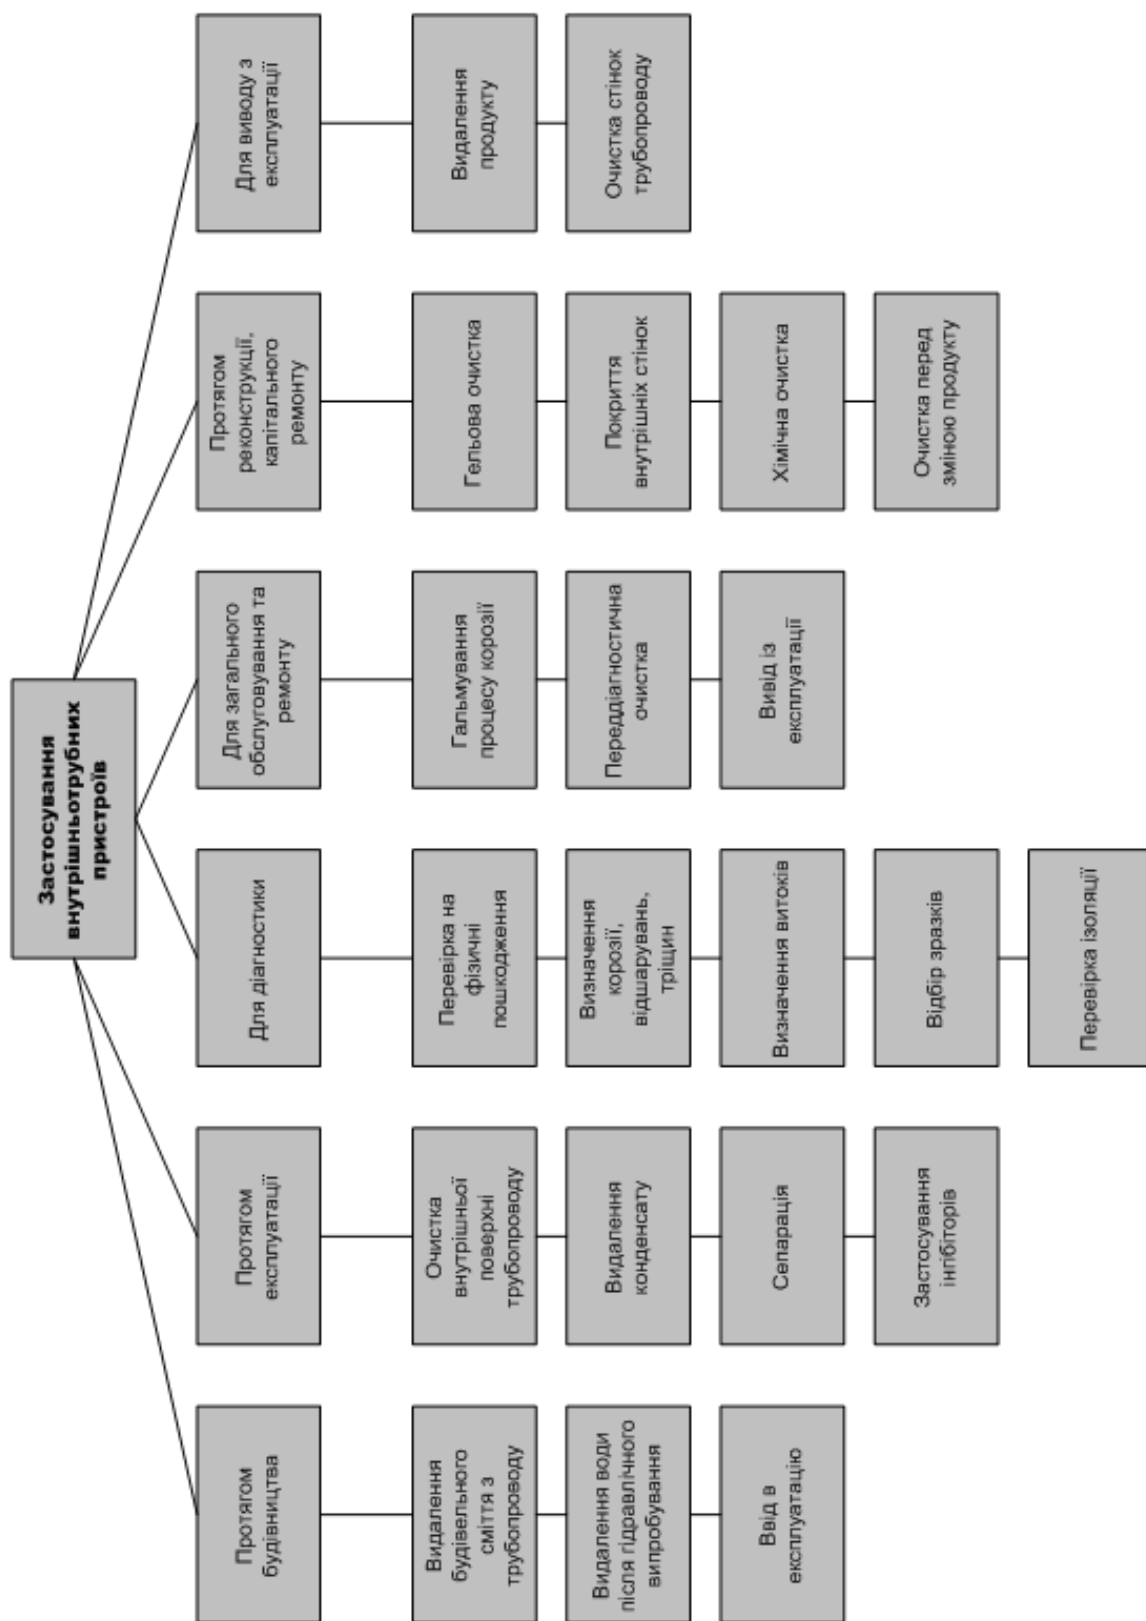 Застосування
внутрішньотрубних
пристроїв
Протягом
будівництва
Видалення
будівельного
сміття з
трубопроводу
Видалення води
після гідравлічного
випробування
Ввід в
експлуатацію
Протягом
експлуатації
Очистка
внутрішньої
поверхні
трубопроводу
Видалення
конденсату
Сепарація
Застосування
інгібіторів
Для діагностики
Перевірка на
фізичні
пошкодження
Визначення
корозії,
відшарувань,
тріщин
Визначення витоків
Відбір зразків
Перевірка ізоляції
Для загального
обслуговування та
ремонту
Гальмування
процесу корозії
Переддіагностична
очистка
Вивід із
експлуатації
Протягом
реконструкції,
капітального
ремонту
Гельова очистка
Покриття
внутрішніх стінок
Хімічна очистка
Очистка перед
зміною продукту
Для виводу з
експлуатації
Видалення
продукту
Очистка стінок
трубопроводу